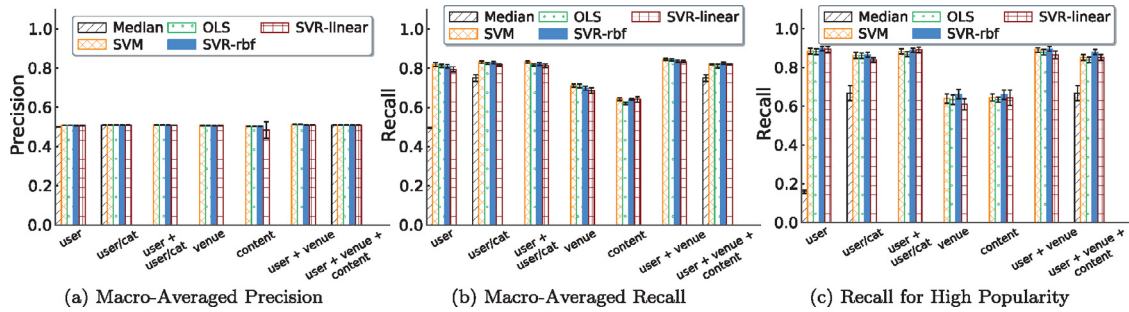 Median OLS SVR-linear
SVM SVR-rbf
Precision
1.0
0.8
0.6
0.4
0.2
0.0
user
user/cat
user +
user/cat
venue
content
user + venue
user + venue +
content
(a) Macro-Averaged Precision
Median OLS SVR-linear
SVM SVR-rbf
Recall
1.0
0.8
0.6
0.4
0.2
0.0
user
user/cat
user +
user/cat
venue
content
user + venue
user + venue +
content
(b) Macro-Averaged Recall
Median OLS SVR-linear
SVM SVR-rbf
Recall
1.0
0.8
0.6
0.4
0.2
0.0
user
user/cat
user +
user/cat
venue
content
user + venue
user + venue +
content
(c) Recall for High Popularity